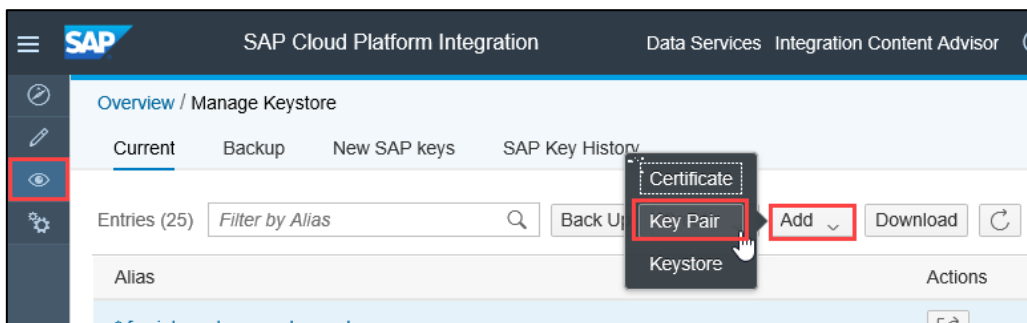 SAP SAP Cloud Platform Integration Data Services Integration Content Advisor
Overview / Manage Keystore
Current Backup New SAP keys SAP Key History
Certificate
Entries (25) Filter by Alias Back Key Pair Add Download
Keystore
Alias Actions